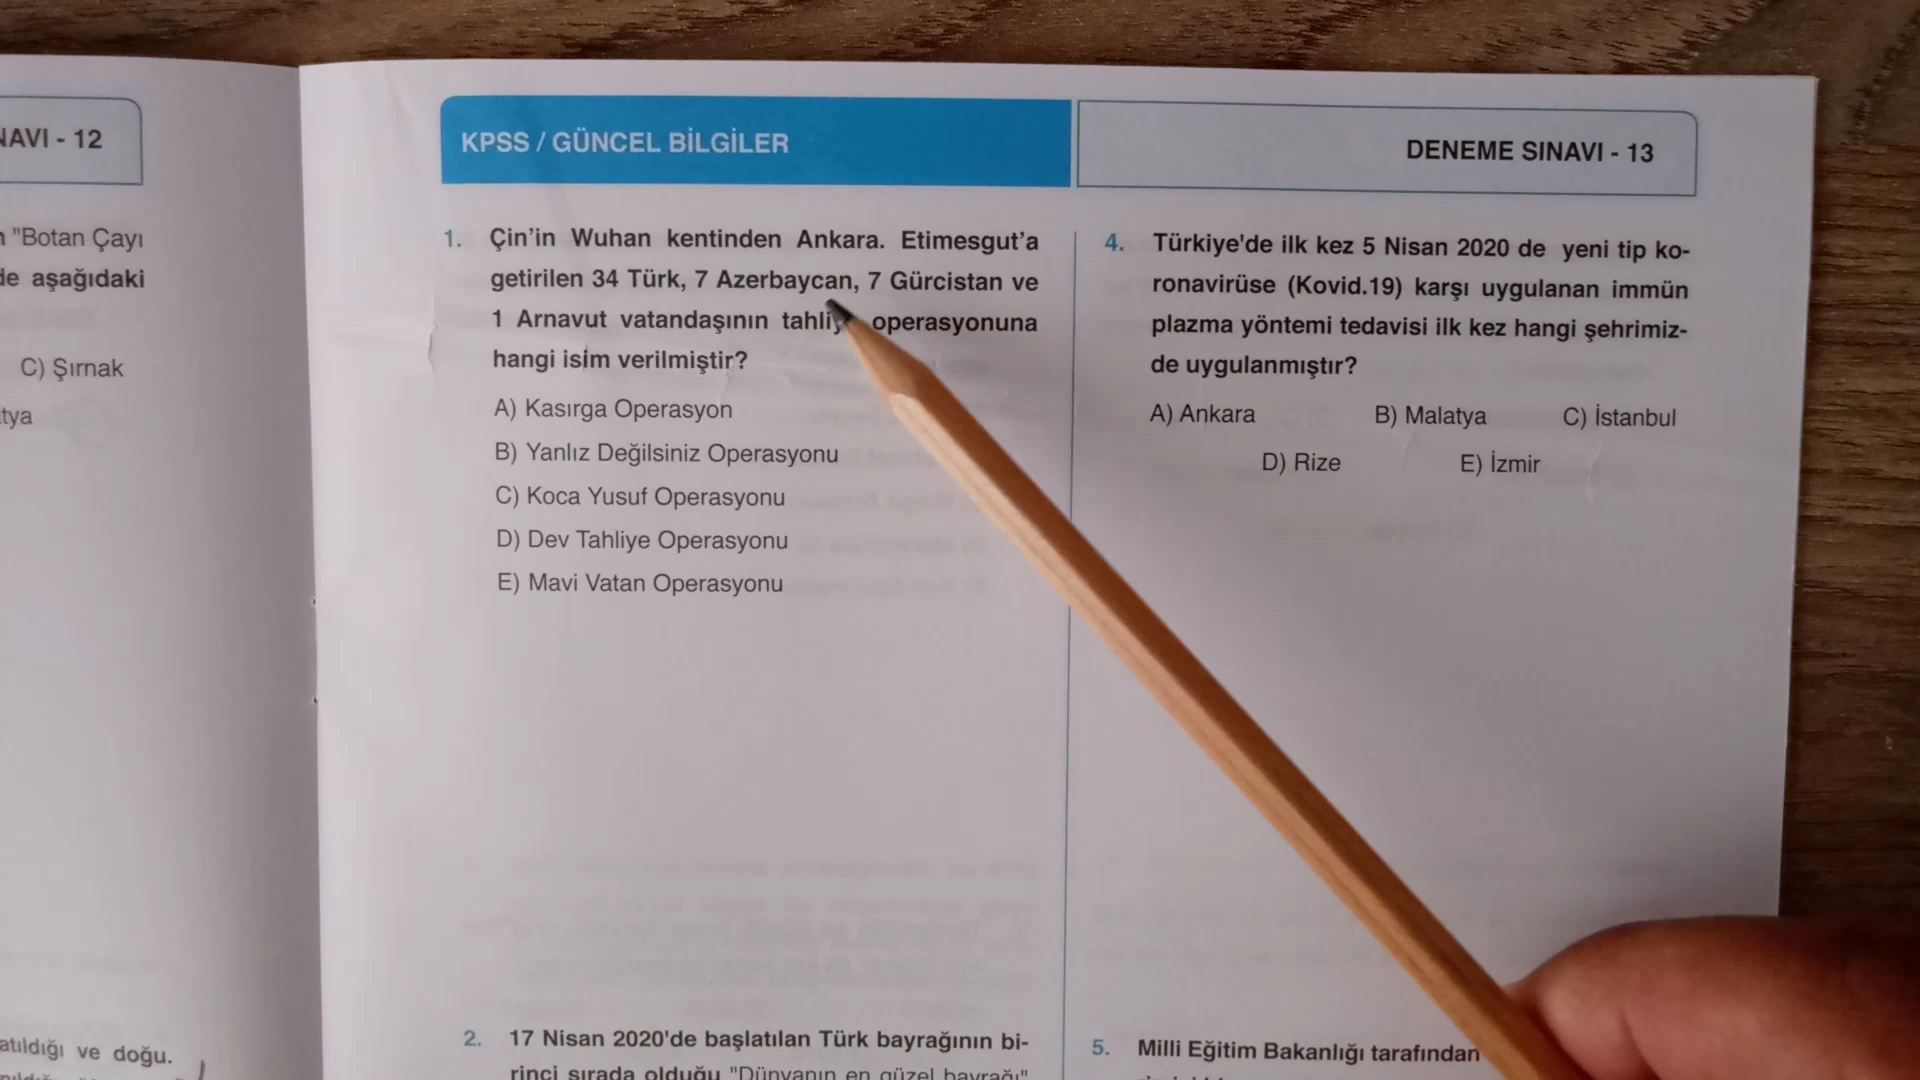 NAVI - 12
"Botan Çayı
de aşağıdaki
C) Şırnak
tya
atıldığı ve doğu.
KPSS / GÜNCEL BİLGİLER
DENEME SINAVI - 13
1. Çin'in Wuhan kentinden Ankara. Etimesgut'a
getirilen 34 Türk, 7 Azerbaycan, 7 Gürcistan ve
1 Arnavut vatandaşının tahliy operasyonuna
hangi isim verilmiştir?
A) Kasırga Operasyon
B) Yanlız Değilsiniz Operasyonu
C) Koca Yusuf Operasyonu
D) Dev Tahliye Operasyonu
E) Mavi Vatan Operasyonu
2. 17 Nisan 2020'de başlatılan Türk bayrağının bi-
rinci sırada olduğu "Dünyanın en güzel bayrağı"
4. Türkiye'de ilk kez 5 Nisan 2020 de yeni tip ko-
ronavirüse (Kovid.19) karşı uygulanan immün
plazma yöntemi tedavisi ilk kez hangi şehrimiz-
de uygulanmıştır?
A) Ankara B) Malatya C) İstanbul
D) Rize E) İzmir
5. Milli Eğitim Bakanlığı tarafından